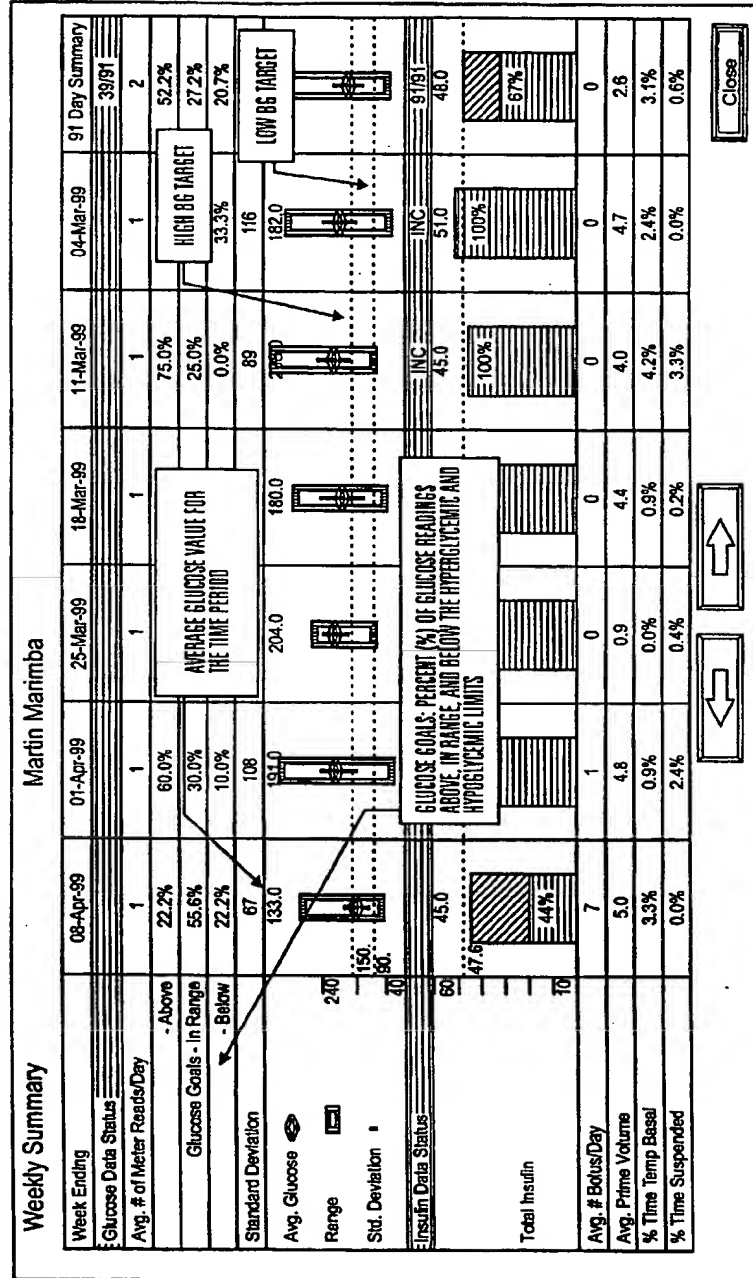 Weekly Summary Martin Marimba
Week Ending 08-Apr-99 01-Apr-99 25-Mar-99 18-Mar-99 11-Mar-99 04-Mar-99 91 Day Summary
Glucose Data Status 39/91
Avg. # of Meter Reads/Day 1 1 1 1 1 1 2
- Above 22.2% 60.0% 75.0% 52.2%
Glucose Goals - In Range 55.6% 30.0% 25.0% 27.2%
- Below 22.2% 10.0% 0.0% 33.3% 20.7%
HIGH BG TARGET
AVERAGE GLUCOSE VALUE FOR
THE TIME PERIOD
LOW BG TARGET
Standard Deviation 67 108 89 116
133.0 191.0 204.0 180.0 182.0
Avg. Glucose
Range
Std. Deviation
240
150.
90.
40
GLUCOSE GOALS: PERCENT (%) OF GLUCOSE READINGS
ABOVE, IN RANGE, AND BELOW THE HYPERGLYCEMIC AND
HYPOGLYCEMIC LIMITS
Insulin Data Status INC INC 91/91
45.0 45.0 51.0 48.0
60
47.6
10
Total Insulin 44% 100% 100% 67%
Avg. # Bolus/Day 7 1 0 0 0 0 0
Avg. Prime Volume 5.0 4.8 0.9 4.4 4.0 4.7 2.6
% Time Temp Basal 3.3% 0.9% 0.0% 0.9% 4.2% 2.4% 3.1%
% Time Suspended 0.0% 2.4% 0.4% 0.2% 3.3% 0.0% 0.6%
Close